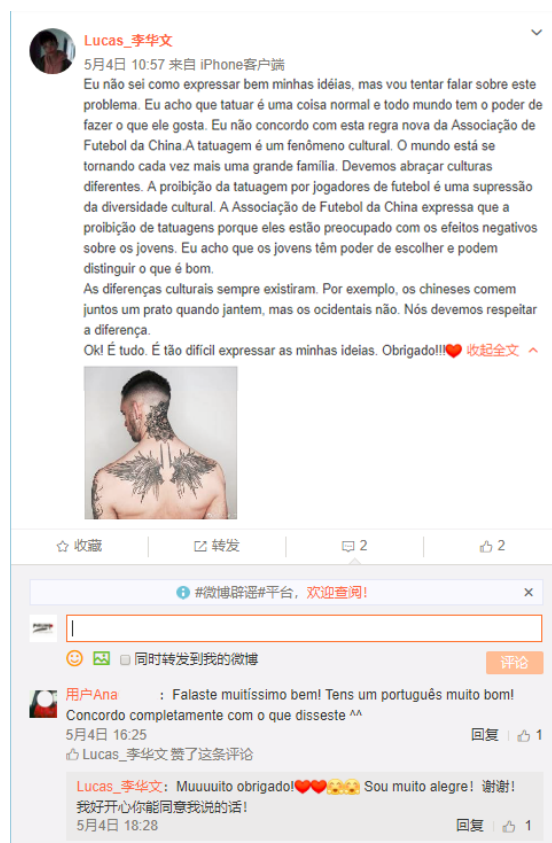 Lucas_李华文
5月4日 10:57 来自 iPhone客户端
Eu não sei como expressar bem minhas idéias, mas vou tentar falar sobre este
problema. Eu acho que tatuar é uma coisa normal e todo mundo tem o poder de
fazer o que ele gosta. Eu não concordo com esta regra nova da Associação de
Futebol da China.A tatuagem é um fenômeno cultural. O mundo está se
tornando cada vez mais uma grande família. Devemos abraçar culturas
diferentes. A proibição da tatuagem por jogadores de futebol é uma supressão
da diversidade cultural. A Associação de Futebol da China expressa que a
proibição de tatuagens porque eles estão preocupado com os efeitos negativos
sobre os jovens. Eu acho que os jovens têm poder de escolher e podem
distinguir o que é bom.
As diferenças culturais sempre existiram. Por exemplo, os chineses comem
juntos um prato quando jantem, mas os ocidentais não. Nós devemos respeitar
a diferença.
Ok! É tudo. É tão difícil expressar as minhas ideias. Obrigado!!!❤ 收起全文
收藏 转发 2 2
#微博辟谣#平台，欢迎查阅！ ×
同时转发到我的微博 评论
用户Ana ：Falaste muitíssimo bem! Tens um português muito bom!
Concordo completamente com o que disseste ^^
5月4日 16:25 回复 1
Lucas_李华文 赞了这条评论
Lucas_李华文：Muuuuito obrigado!❤❤ Sou muito alegre！谢谢！
我好开心你能同意我说的话！
5月4日 18:28 回复 1